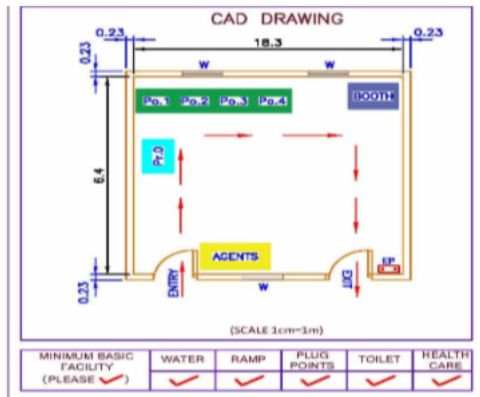 CAD DRAWING
0.23
18.3
0.23
0.23
W
W
Po.1 Po.2 Po.3 Po.4
BOOTH
Pr.O
6.4
AGENTS
EP
ENTRY
EXIT
0.23
W
(SCALE 1cm=1m)
MINIMUM BASIC FACILITY (PLEASE ✓)
WATER
RAMP
PLUG POINTS
TOILET
HEALTH CARE